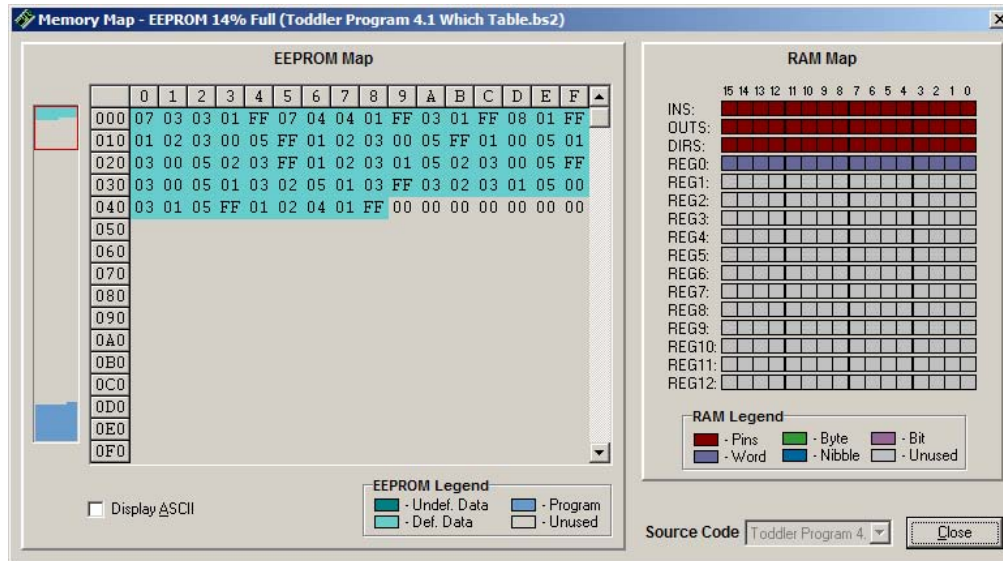 Memory Map - EEPROM 14% Full (Toddler Program 4.1 Which Table.bs2)
EEPROM Map
0 1 2 3 4 5 6 7 8 9 A B C D E F
000 07 03 03 01 FF 07 04 04 01 FF 03 01 FF 08 01 FF
010 01 02 03 00 05 FF 01 02 03 00 05 FF 01 00 05 01
020 03 00 05 02 03 FF 01 02 03 01 05 02 03 00 05 FF
030 03 00 05 01 03 02 05 01 03 FF 03 02 03 01 05 00
040 03 01 05 FF 01 02 04 01 FF 00 00 00 00 00 00 00
050
060
070
080
090
0A0
0B0
0C0
0D0
0E0
0F0
Display ASCII
EEPROM Legend
- Undef. Data - Program
- Def. Data - Unused
RAM Map
15 14 13 12 11 10 9 8 7 6 5 4 3 2 1 0
INS:
OUTS:
DIRS:
REG0:
REG1:
REG2:
REG3:
REG4:
REG5:
REG6:
REG7:
REG8:
REG9:
REG10:
REG11:
REG12:
RAM Legend
- Pins - Byte - Bit
- Word - Nibble - Unused
Source Code Toddler Program 4. Close